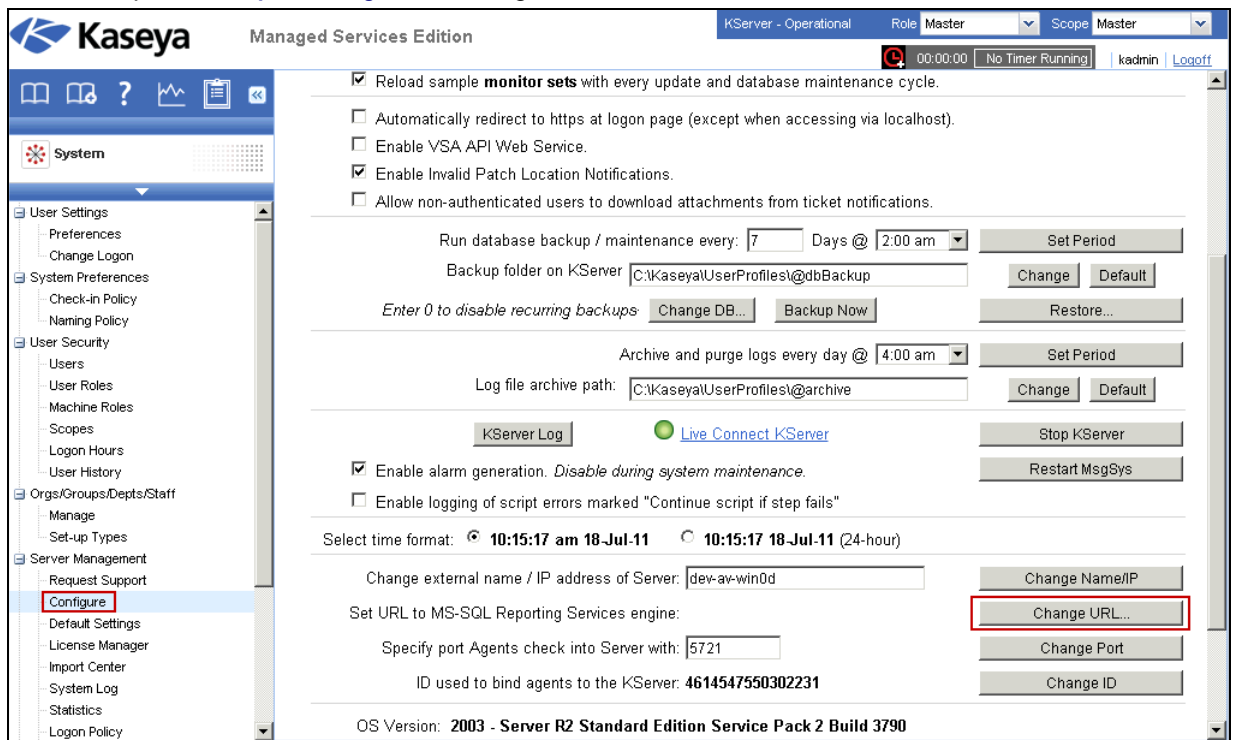 Kaseya
Managed Services Edition
KServer - Operational Role Master Scope Master
00:00:00 No Timer Running kadmin Logoff
System
User Settings
Preferences
Change Logon
System Preferences
Check-in Policy
Naming Policy
User Security
Users
User Roles
Machine Roles
Scopes
Logon Hours
User History
Orgs/Groups/Depts/Staff
Manage
Set-up Types
Server Management
Request Support
Configure
Default Settings
License Manager
Import Center
System Log
Statistics
Logon Policy
Reload sample monitor sets with every update and database maintenance cycle.
Automatically redirect to https at logon page (except when accessing via localhost).
Enable VSA API Web Service.
Enable Invalid Patch Location Notifications.
Allow non-authenticated users to download attachments from ticket notifications.
Run database backup / maintenance every: 7 Days @ 2:00 am Set Period
Backup folder on KServer C:\Kaseya\UserProfiles\@dbBackup Change Default
Enter 0 to disable recurring backups Change DB... Backup Now Restore...
Archive and purge logs every day @ 4:00 am Set Period
Log file archive path: C:\Kaseya\UserProfiles\@archive Change Default
KServer Log Live Connect KServer Stop KServer
Enable alarm generation. Disable during system maintenance. Restart MsgSys
Enable logging of script errors marked "Continue script if step fails"
Select time format: 10:15:17 am 18-Jul-11 10:15:17 18-Jul-11 (24-hour)
Change external name / IP address of Server: dev-av-win0d Change Name/IP
Set URL to MS-SQL Reporting Services engine: Change URL...
Specify port Agents check into Server with: 5721 Change Port
ID used to bind agents to the KServer: 4614547550302231 Change ID
OS Version: 2003 - Server R2 Standard Edition Service Pack 2 Build 3790